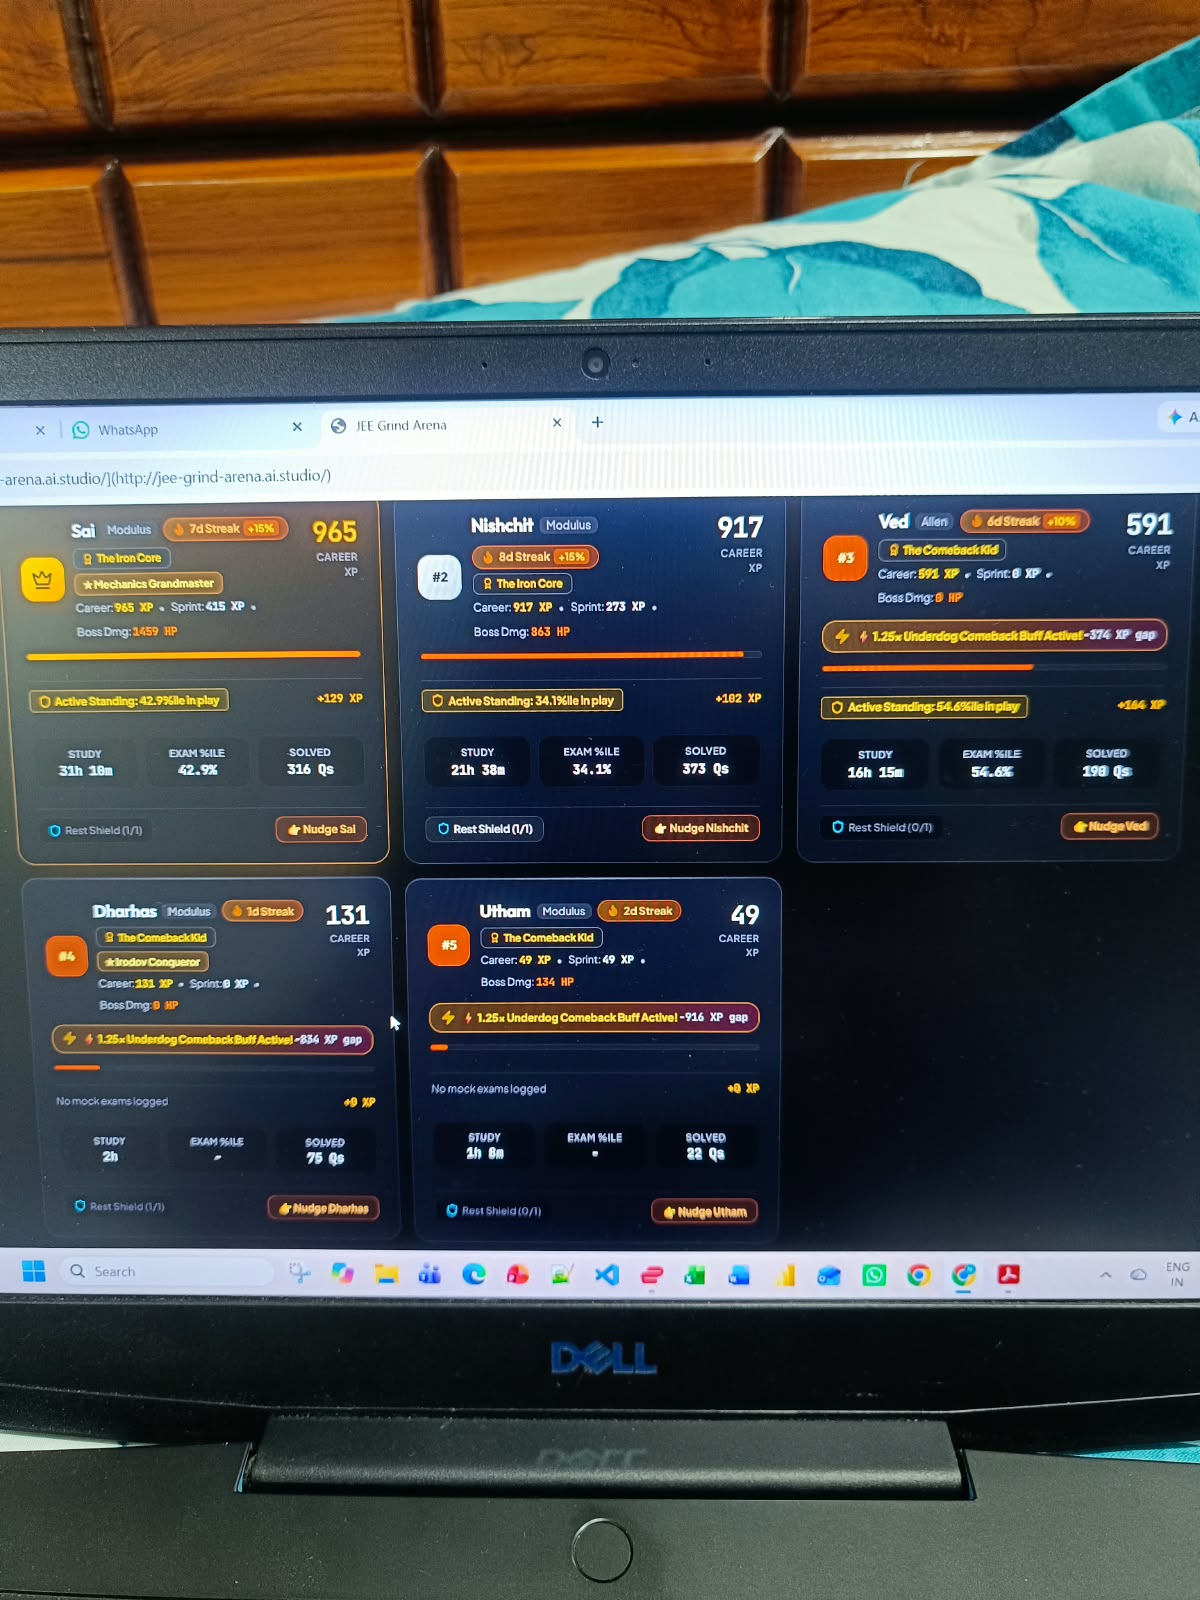 WhatsApp
JEE Grind Arena
-arena.ai.studio/](http://jee-grind-arena.ai.studio/)
Sai Modulus 7d Streak +15% 965
CAREER
XP
The Iron Core
Mechanics Grandmaster
Career: 965 XP • Sprint: 415 XP •
Boss Dmg: 1459 HP
Active Standing: 42.9%ile in play +129 XP
STUDY EXAM %ILE SOLVED
31h 10m 42.9% 316 Qs
Rest Shield (1/1) Nudge Sai
#2
Nishchit Modulus 917
CAREER
XP
8d Streak +15%
The Iron Core
Career: 917 XP • Sprint: 273 XP •
Boss Dmg: 863 HP
Active Standing: 34.1%ile in play +102 XP
STUDY EXAM %ILE SOLVED
21h 38m 34.1% 373 Qs
Rest Shield (1/1) Nudge Nishchit
#3
Ved Allen 6d Streak +10% 591
CAREER
XP
The Comeback Kid
Career: 591 XP • Sprint: 0 XP •
Boss Dmg: 0 HP
1.25x Underdog Comeback Buff Active! -374 XP gap
Active Standing: 54.6%ile in play +164 XP
STUDY EXAM %ILE SOLVED
16h 15m 54.6% 190 Qs
Rest Shield (0/1) Nudge Ved
#4
Dharhas Modulus 1d Streak 131
CAREER
XP
The Comeback Kid
Irodov Conqueror
Career: 131 XP • Sprint: 0 XP •
Boss Dmg: 0 HP
1.25x Underdog Comeback Buff Active! -834 XP gap
No mock exams logged +0 XP
STUDY EXAM %ILE SOLVED
2h - 75 Qs
Rest Shield (1/1) Nudge Dharhas
#5
Utham Modulus 2d Streak 49
CAREER
XP
The Comeback Kid
Career: 49 XP • Sprint: 49 XP •
Boss Dmg: 134 HP
1.25x Underdog Comeback Buff Active! -916 XP gap
No mock exams logged +0 XP
STUDY EXAM %ILE SOLVED
1h 8m - 22 Qs
Rest Shield (0/1) Nudge Utham
Search
ENG
IN
DELL